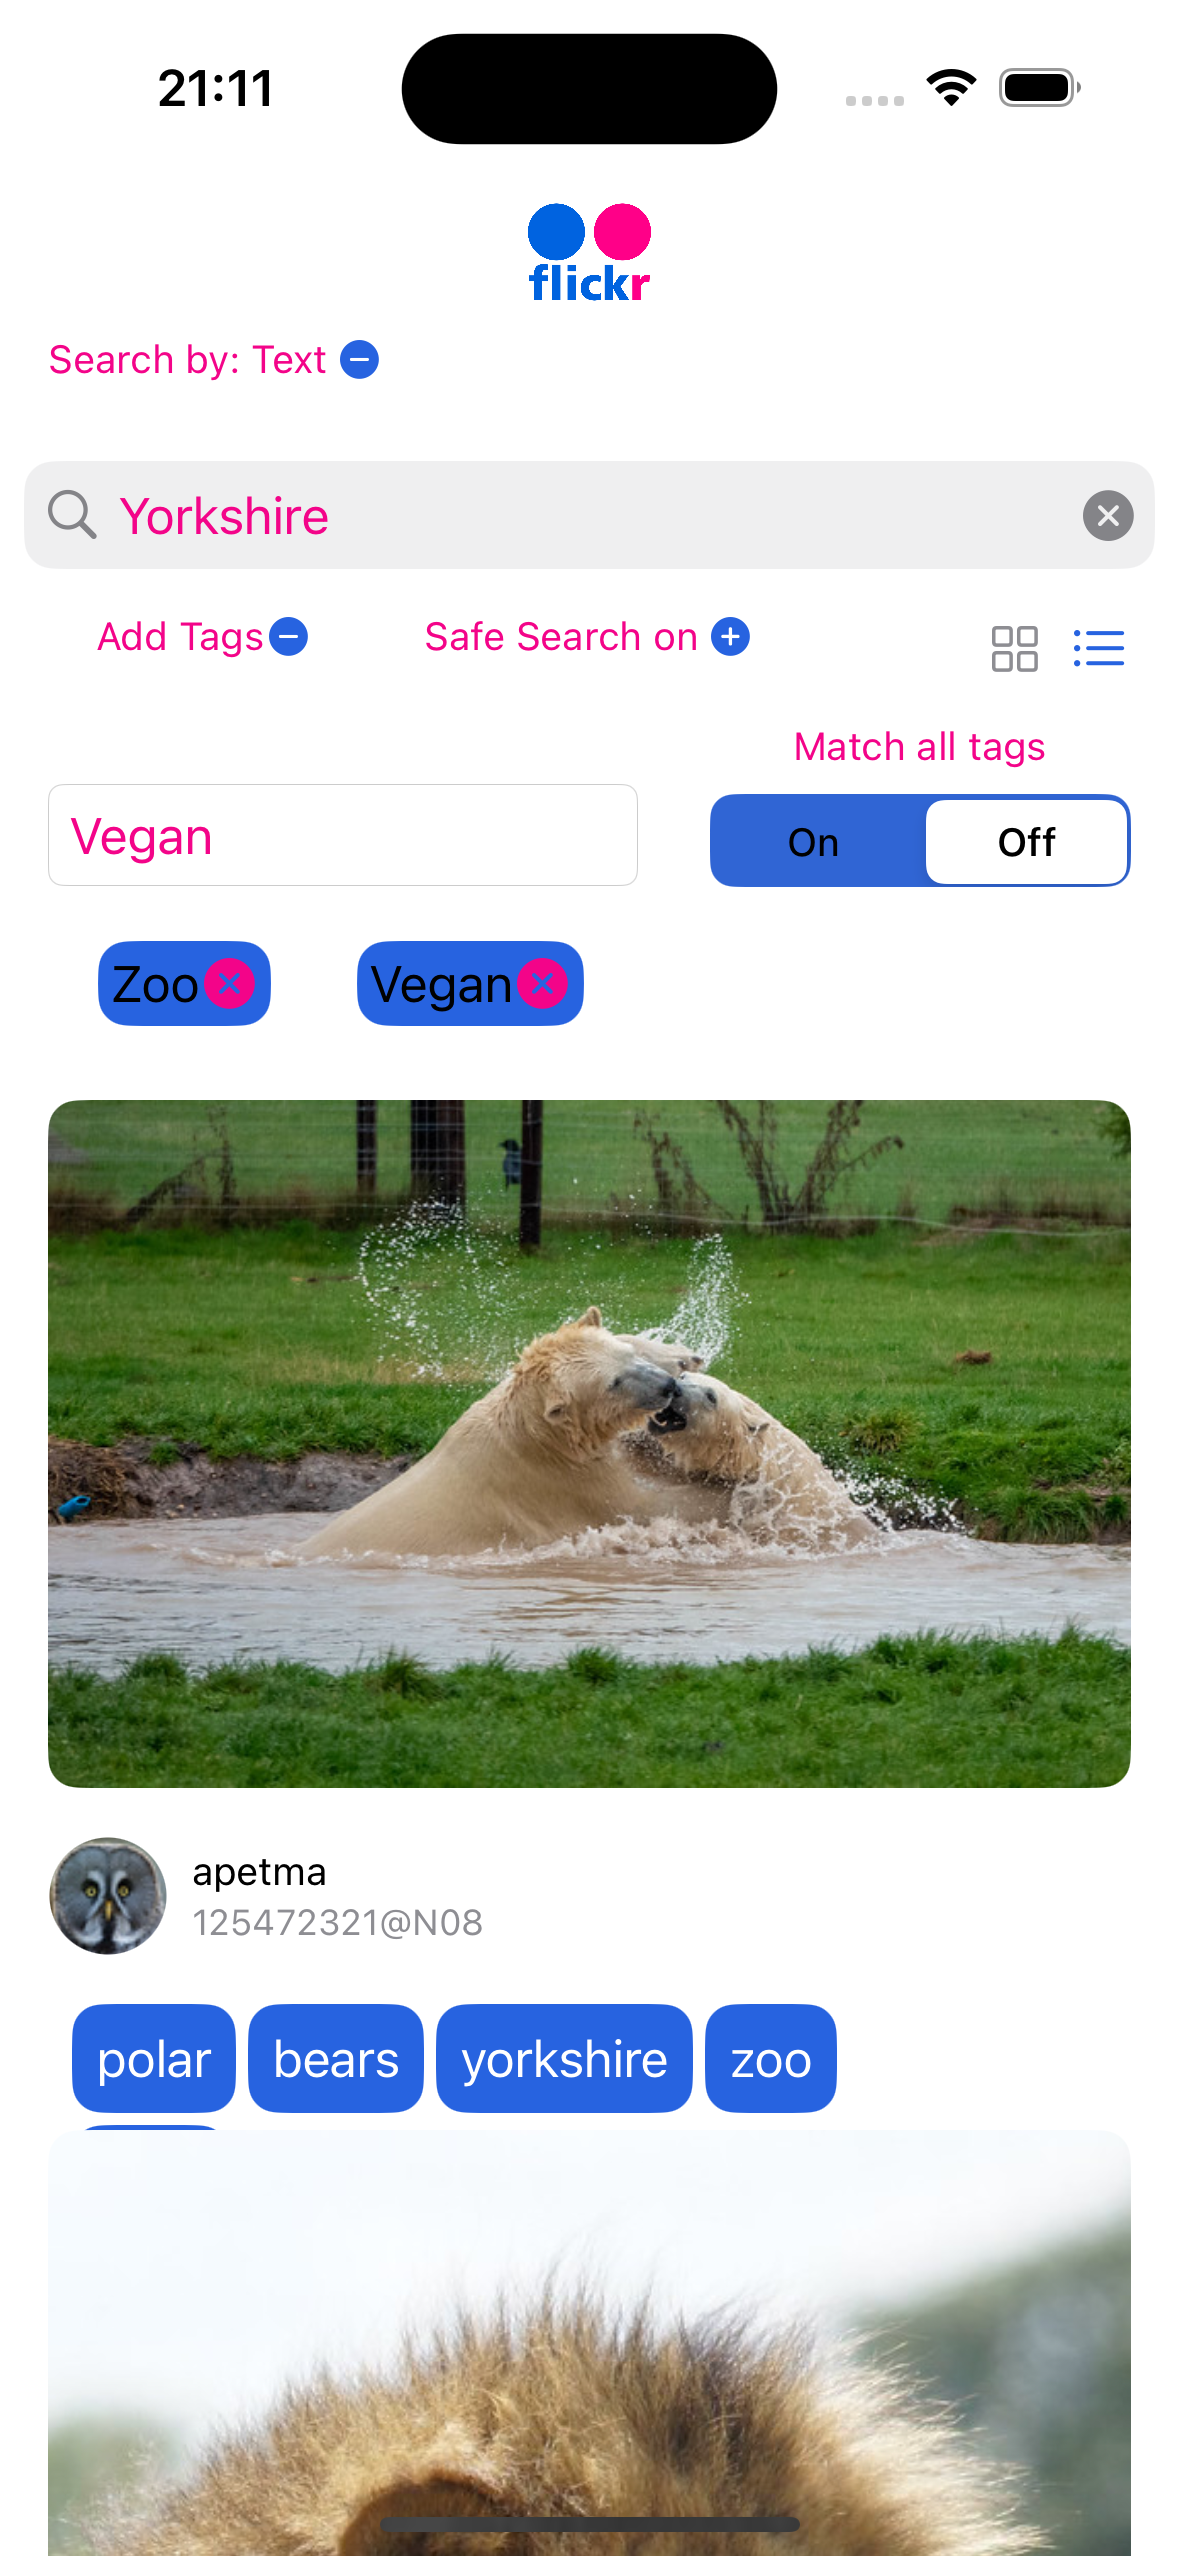 21:11
flickr
Search by: Text
Yorkshire
Add Tags Safe Search on
Match all tags
Vegan
On Off
Zoo Vegan
apetma
125472321@N08
polar bears yorkshire zoo